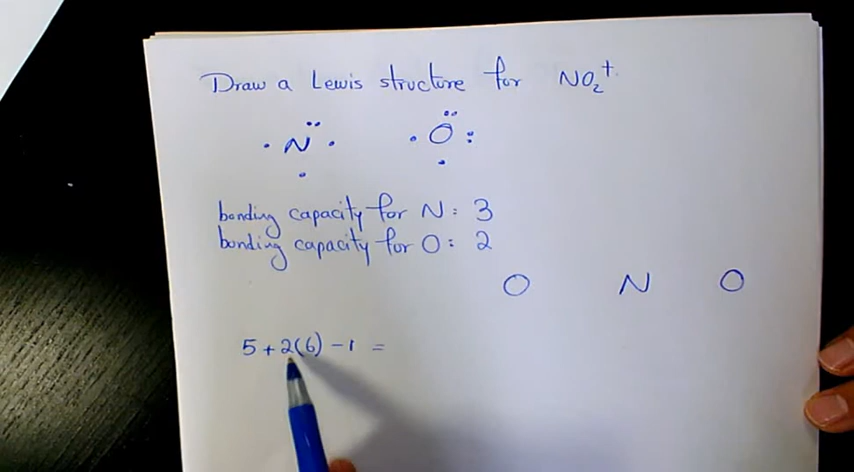 Draw a Lewis structure for NO₂⁺
N O
bonding capacity for N: 3
bonding capacity for O: 2
O N O
5 + 2(6) - 1 =